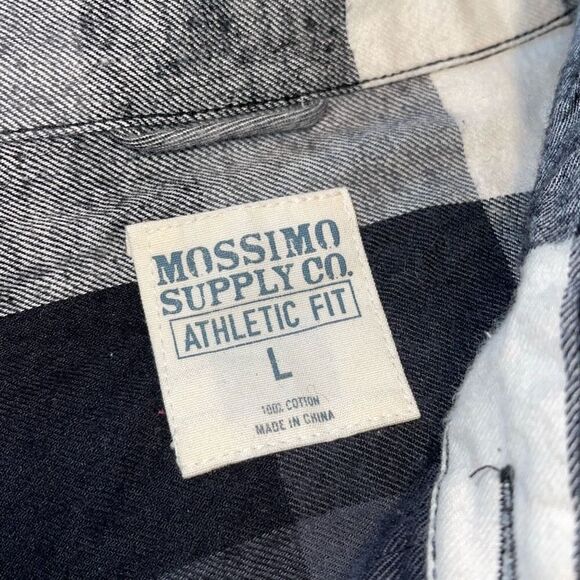 MOSSIMO
SUPPLY CO.
ATHLETIC FIT
L
100% COTTON
MADE IN CHINA